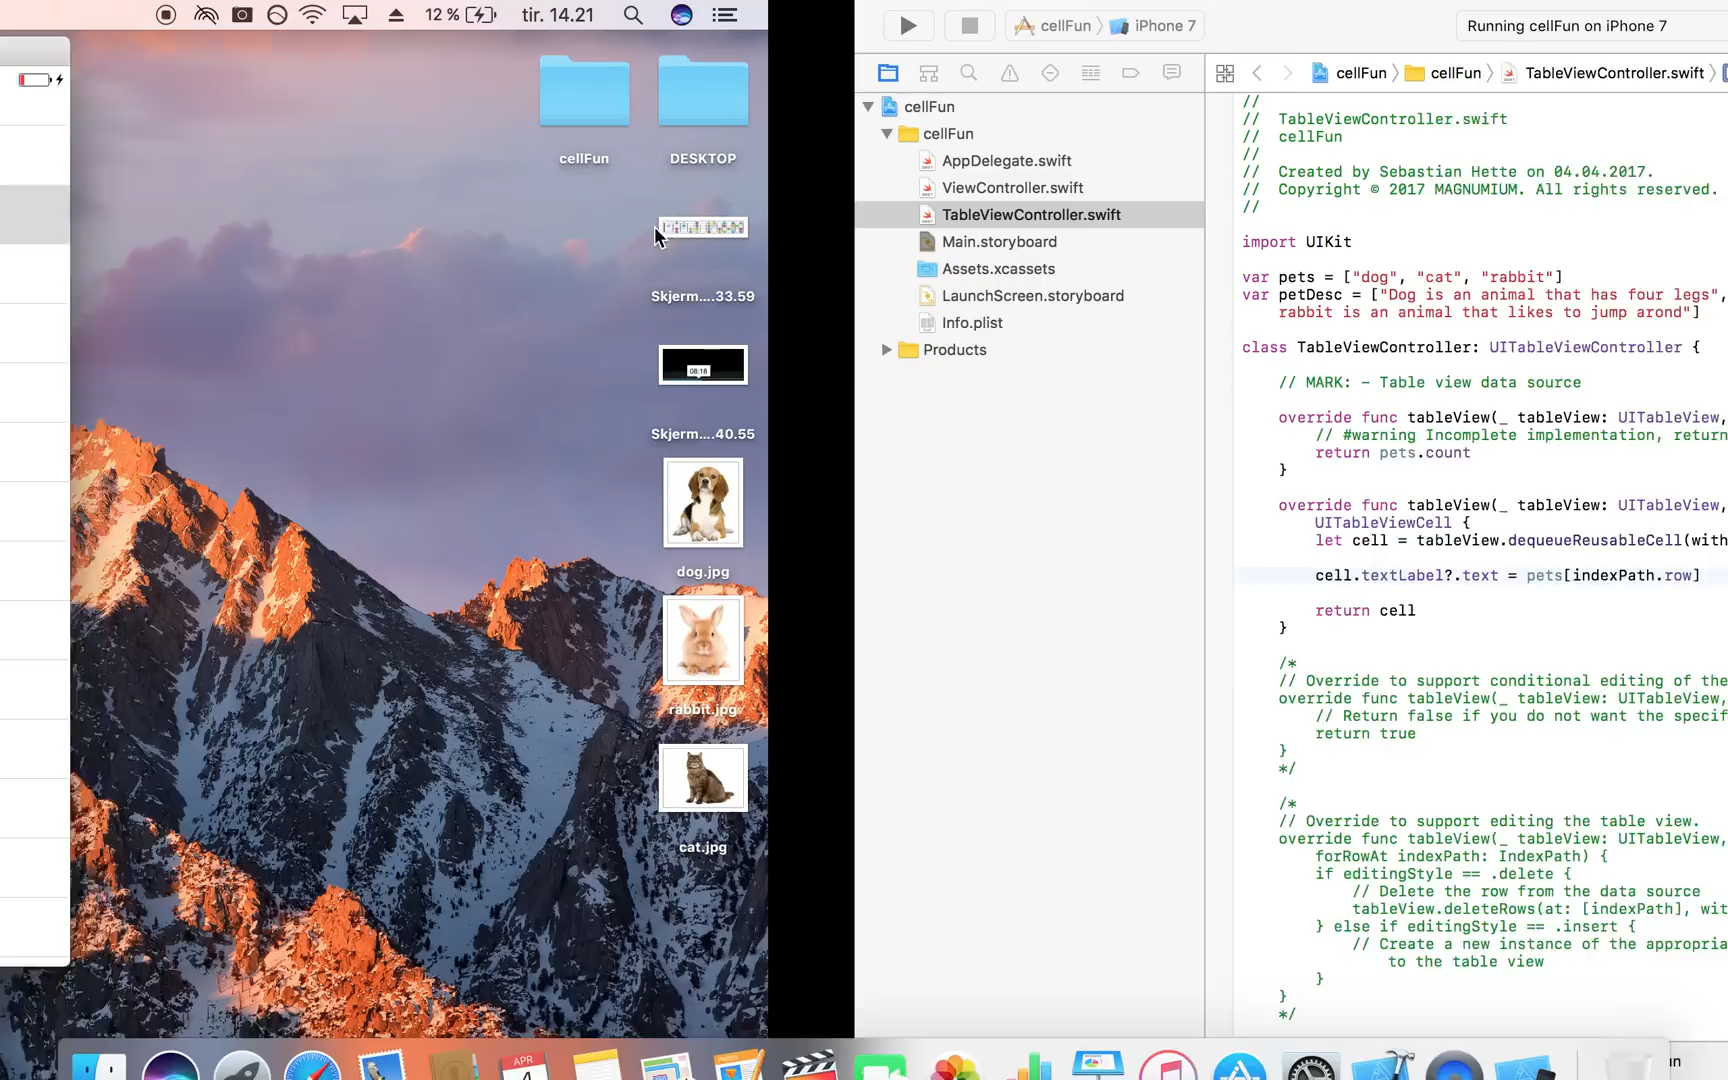 12 %
tir. 14.21
cellFun
DESKTOP
Skjerm....33.59
08:18
Skjerm....40.55
dog.jpg
rabbit.jpg
cat.jpg
APR
4
cellFun
iPhone 7
Running cellFun on iPhone 7
cellFun
cellFun
TableViewController.swift
cellFun
cellFun
AppDelegate.swift
ViewController.swift
TableViewController.swift
Main.storyboard
Assets.xcassets
LaunchScreen.storyboard
Info.plist
Products
//
// TableViewController.swift
// cellFun
//
// Created by Sebastian Hette on 04.04.2017.
// Copyright © 2017 MAGNUMIUM. All rights reserved.
//
import UIKit
var pets = ["dog", "cat", "rabbit"]
var petDesc = ["Dog is an animal that has four legs",
rabbit is an animal that likes to jump arond"]
class TableViewController: UITableViewController {
// MARK: - Table view data source
override func tableView(_ tableView: UITableView,
// #warning Incomplete implementation, return
return pets.count
}
override func tableView(_ tableView: UITableView,
UITableViewCell {
let cell = tableView.dequeueReusableCell(with
cell.textLabel?.text = pets[indexPath.row]
return cell
}
/*
// Override to support conditional editing of the
override func tableView(_ tableView: UITableView,
// Return false if you do not want the specif
return true
}
*/
/*
// Override to support editing the table view.
override func tableView(_ tableView: UITableView,
forRowAt indexPath: IndexPath) {
if editingStyle == .delete {
// Delete the row from the data source
tableView.deleteRows(at: [indexPath], wit
} else if editingStyle == .insert {
// Create a new instance of the appropria
to the table view
}
}
*/